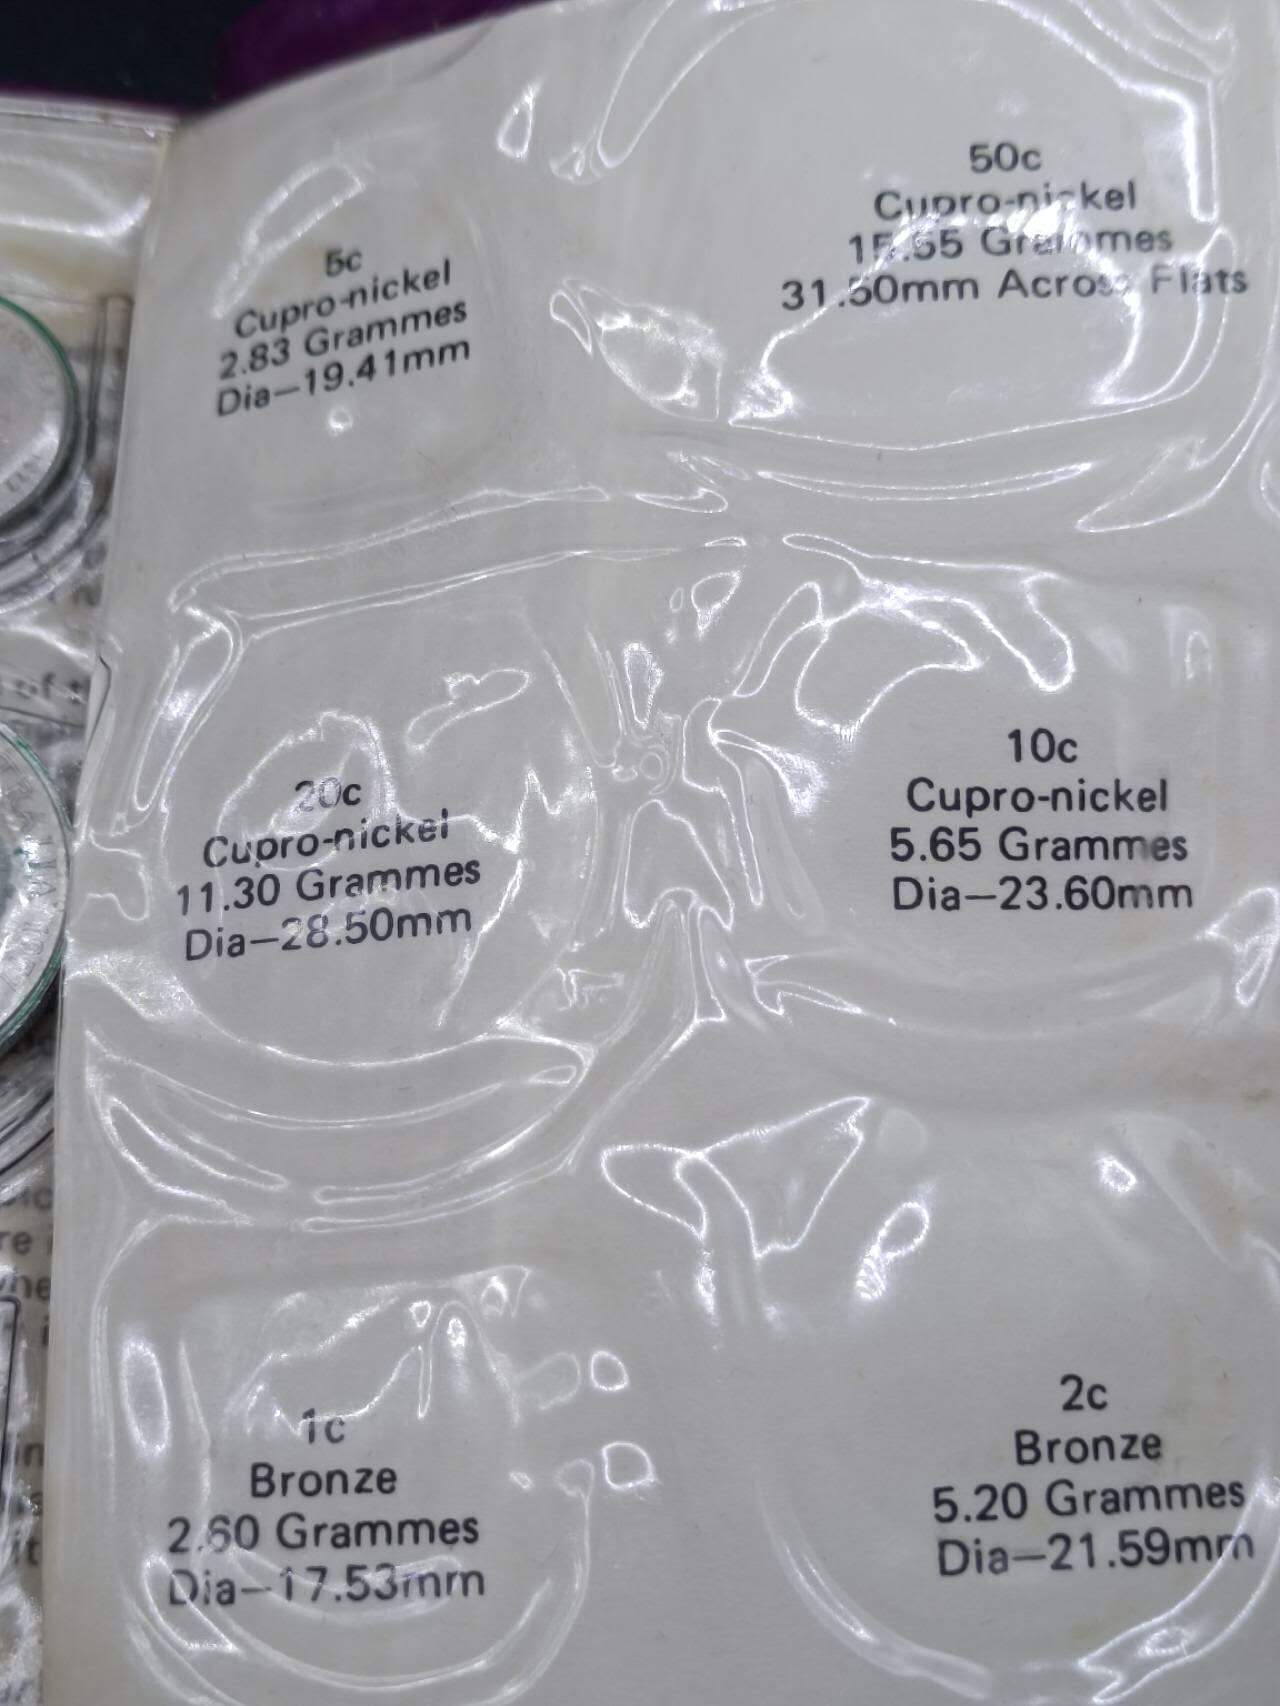 5c
Cupro-nickel
2.83 Grammes
Dia—19.41mm
50c
Cupro-nickel
15.55 Grammes
31.50mm Across Flats
20c
Cupro-nickel
11.30 Grammes
Dia—28.50mm
10c
Cupro-nickel
5.65 Grammes
Dia—23.60mm
1c
Bronze
2.60 Grammes
Dia—17.53mm
2c
Bronze
5.20 Grammes
Dia—21.59mm